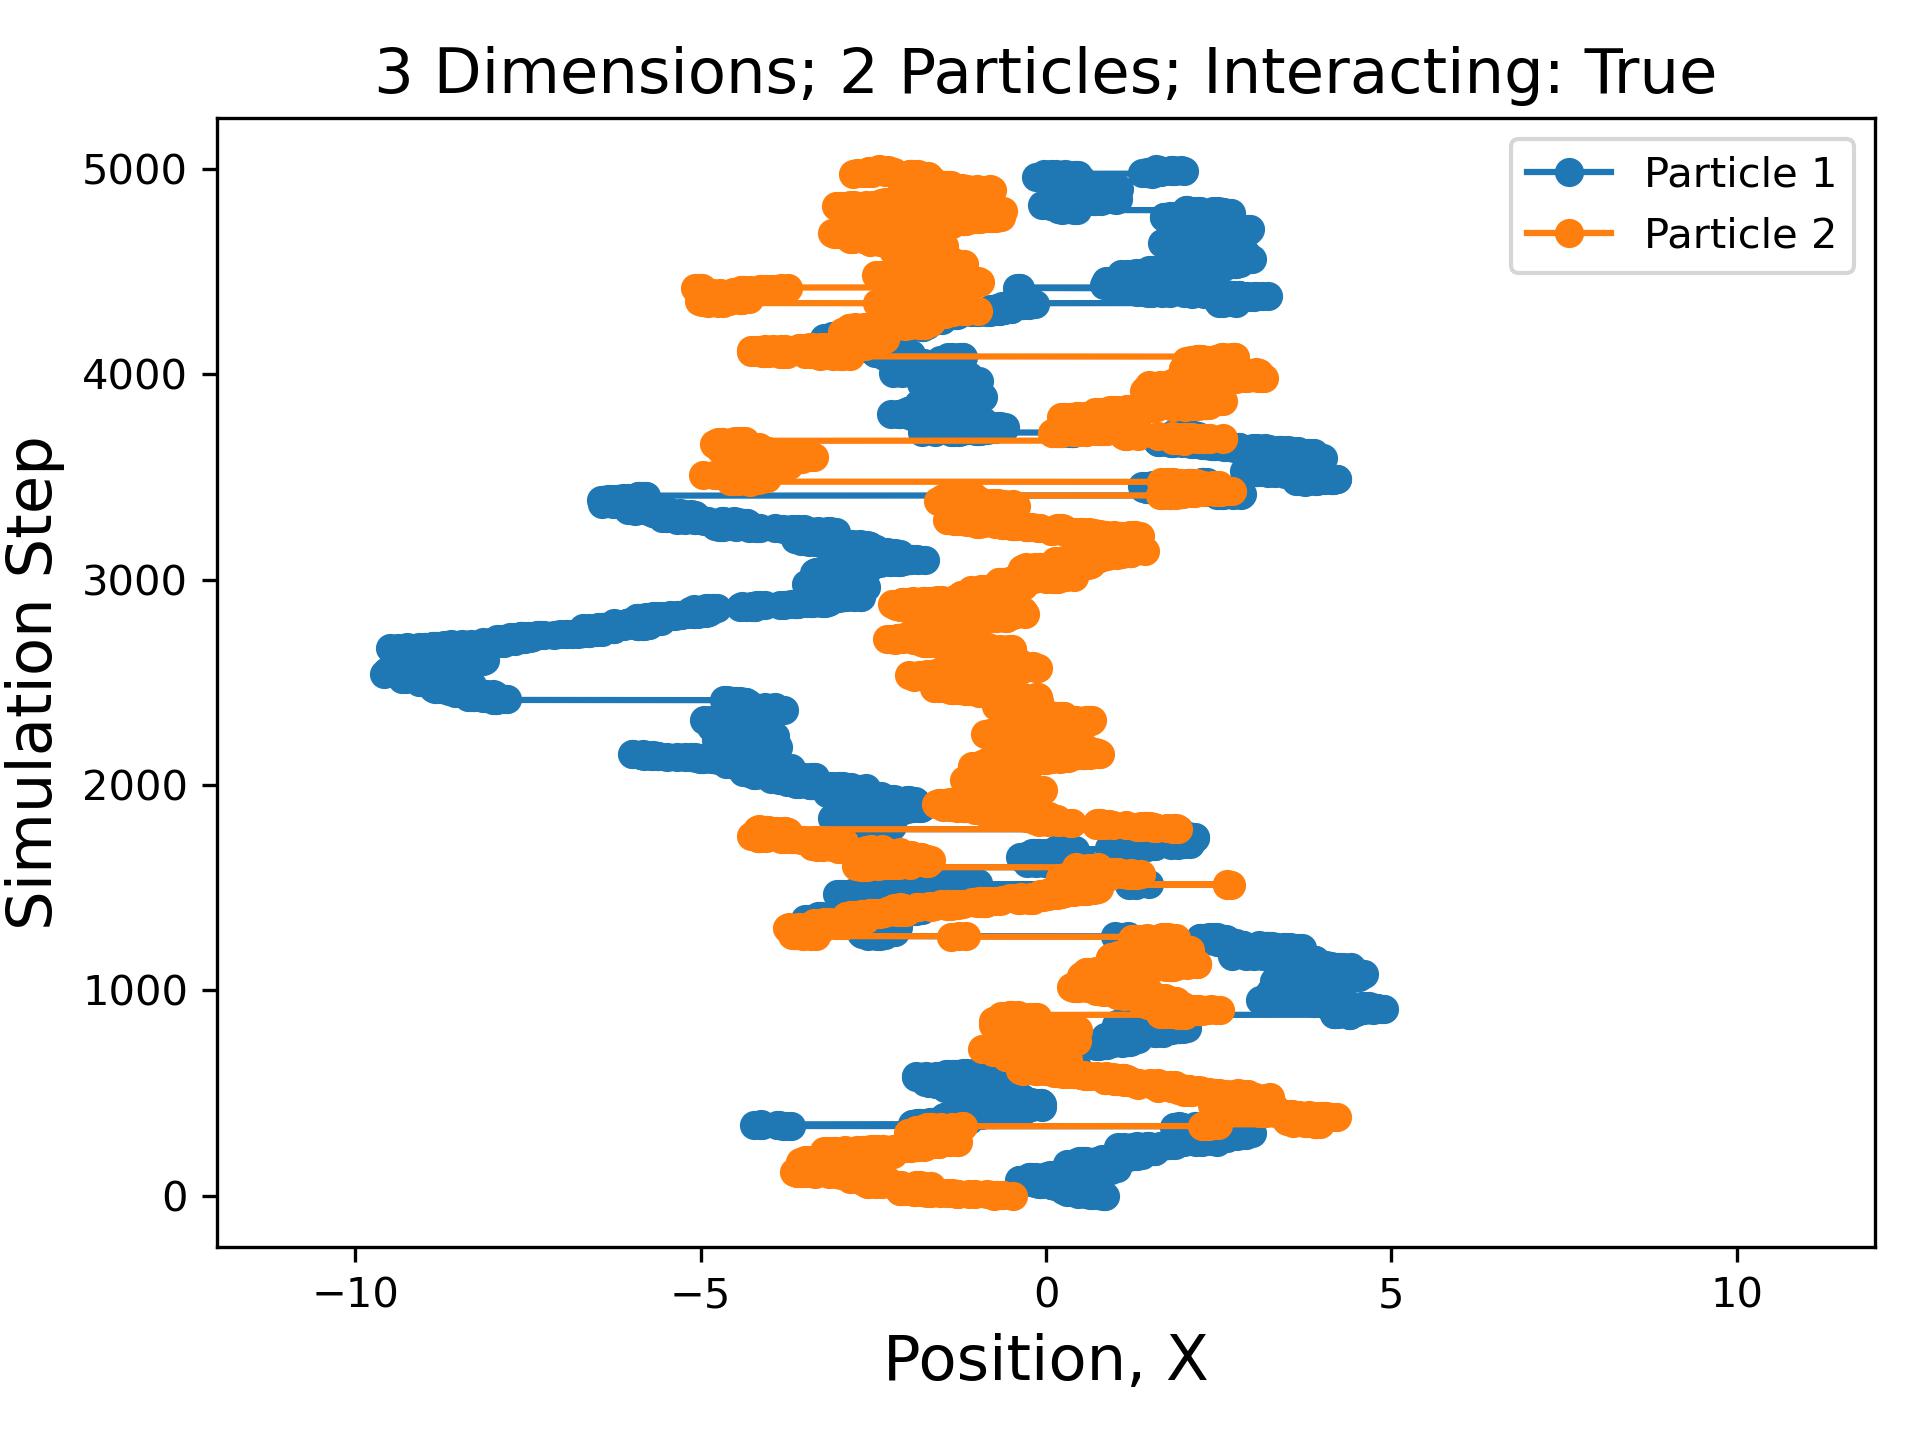 3 Dimensions; 2 Particles; Interacting: True
Particle 1
Particle 2
Simulation Step
5000
4000
3000
2000
1000
0
−10
−5
0
5
10
Position, X